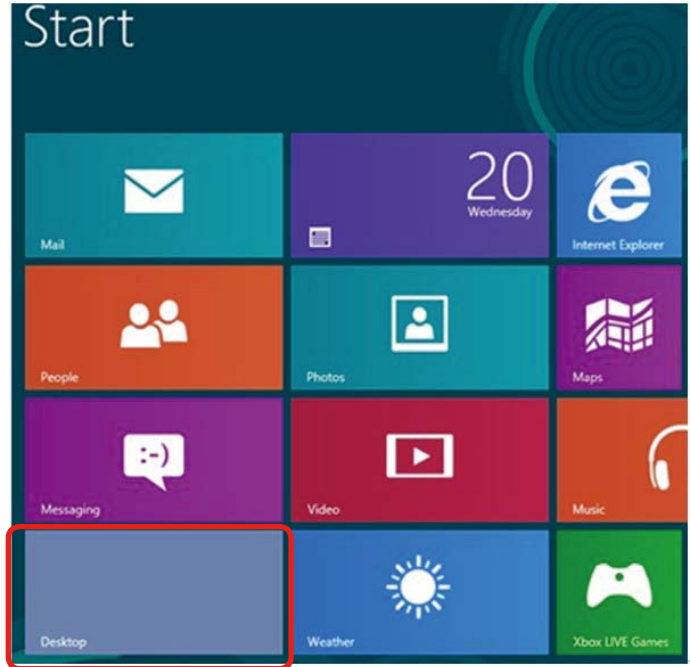 Start
Mail
20
Wednesday
Internet Explorer
People
Photos
Maps
:-)
Messaging
Video
Music
Desktop
Weather
Xbox LIVE Games